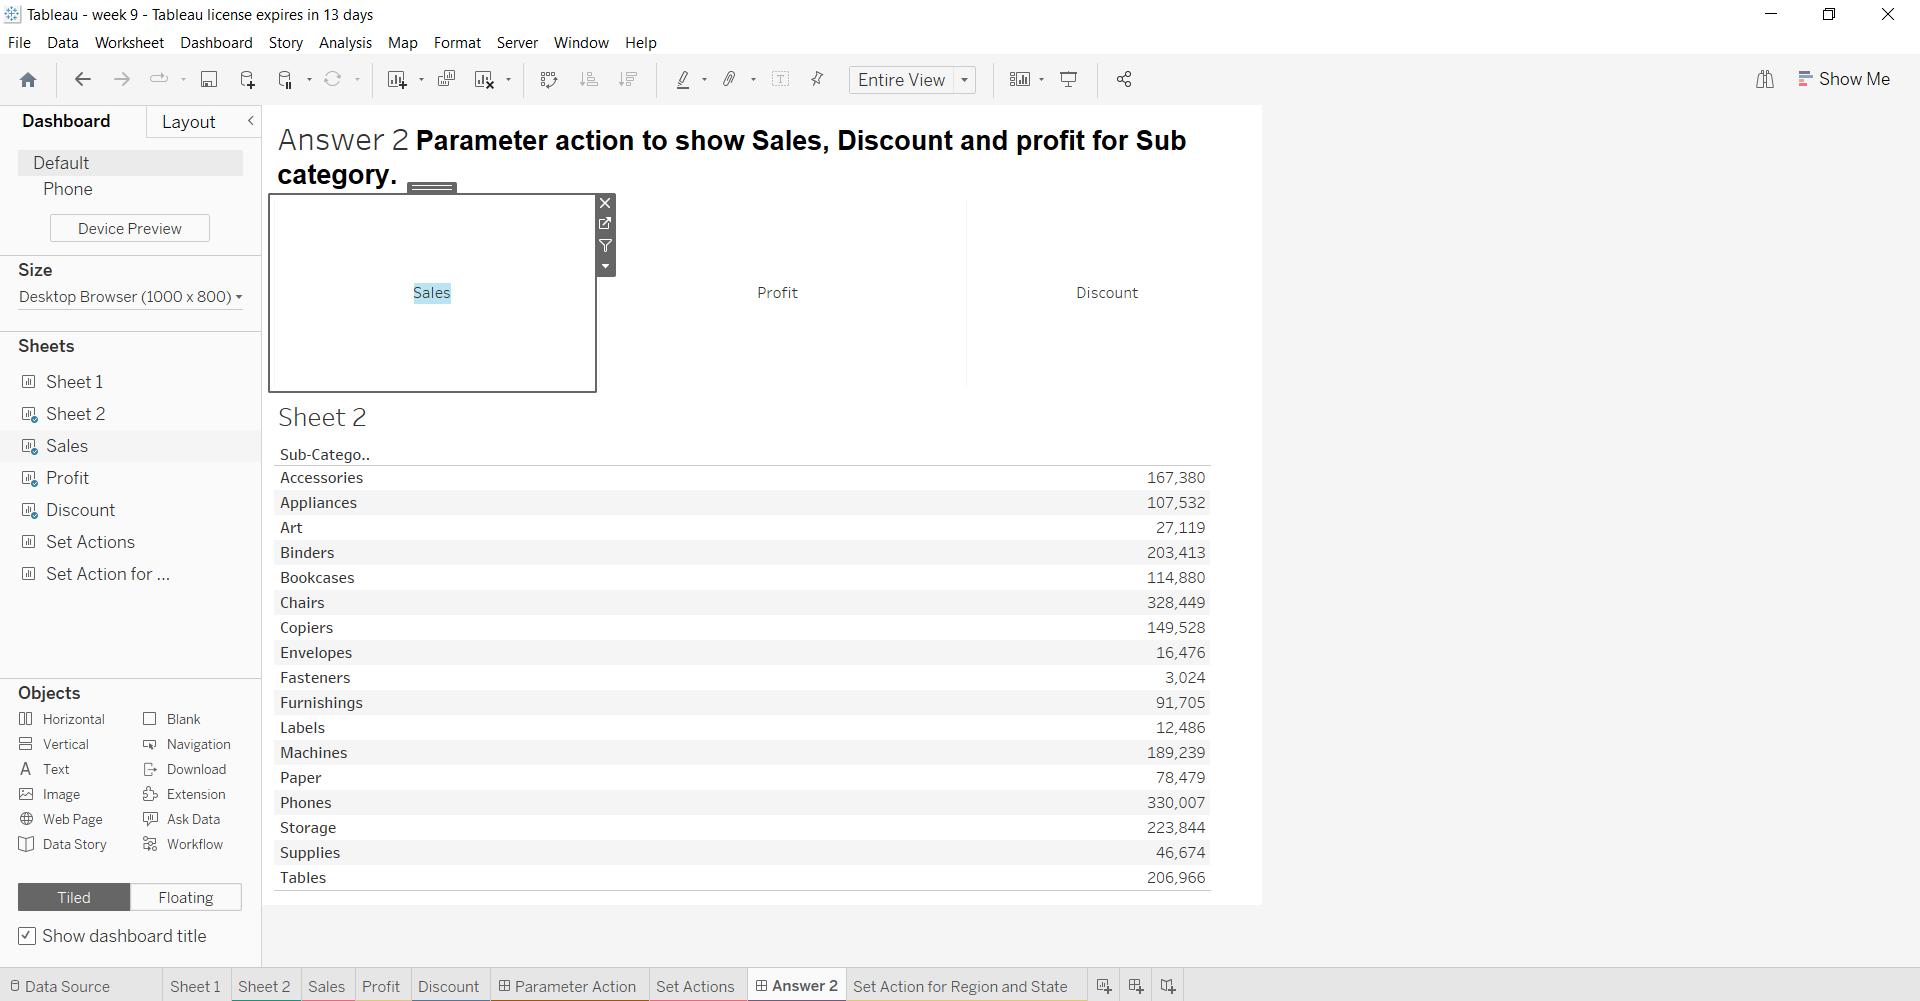 Tableau - week 9 - Tableau license expires in 13 days
File Data Worksheet Dashboard Story Analysis Map Format Server Window Help
Entire View
Show Me
Dashboard Layout
Default
Phone
Device Preview
Size
Desktop Browser (1000 x 800)
Sheets
Sheet 1
Sheet 2
Sales
Profit
Discount
Set Actions
Set Action for ...
Objects
Horizontal Blank
Vertical Navigation
Text Download
Image Extension
Web Page Ask Data
Data Story Workflow
Tiled Floating
Show dashboard title
Answer 2 Parameter action to show Sales, Discount and profit for Sub
category.
Sales Profit Discount
Sheet 2
Sub-Catego..
Accessories 167,380
Appliances 107,532
Art 27,119
Binders 203,413
Bookcases 114,880
Chairs 328,449
Copiers 149,528
Envelopes 16,476
Fasteners 3,024
Furnishings 91,705
Labels 12,486
Machines 189,239
Paper 78,479
Phones 330,007
Storage 223,844
Supplies 46,674
Tables 206,966
Data Source Sheet 1 Sheet 2 Sales Profit Discount Parameter Action Set Actions Answer 2 Set Action for Region and State